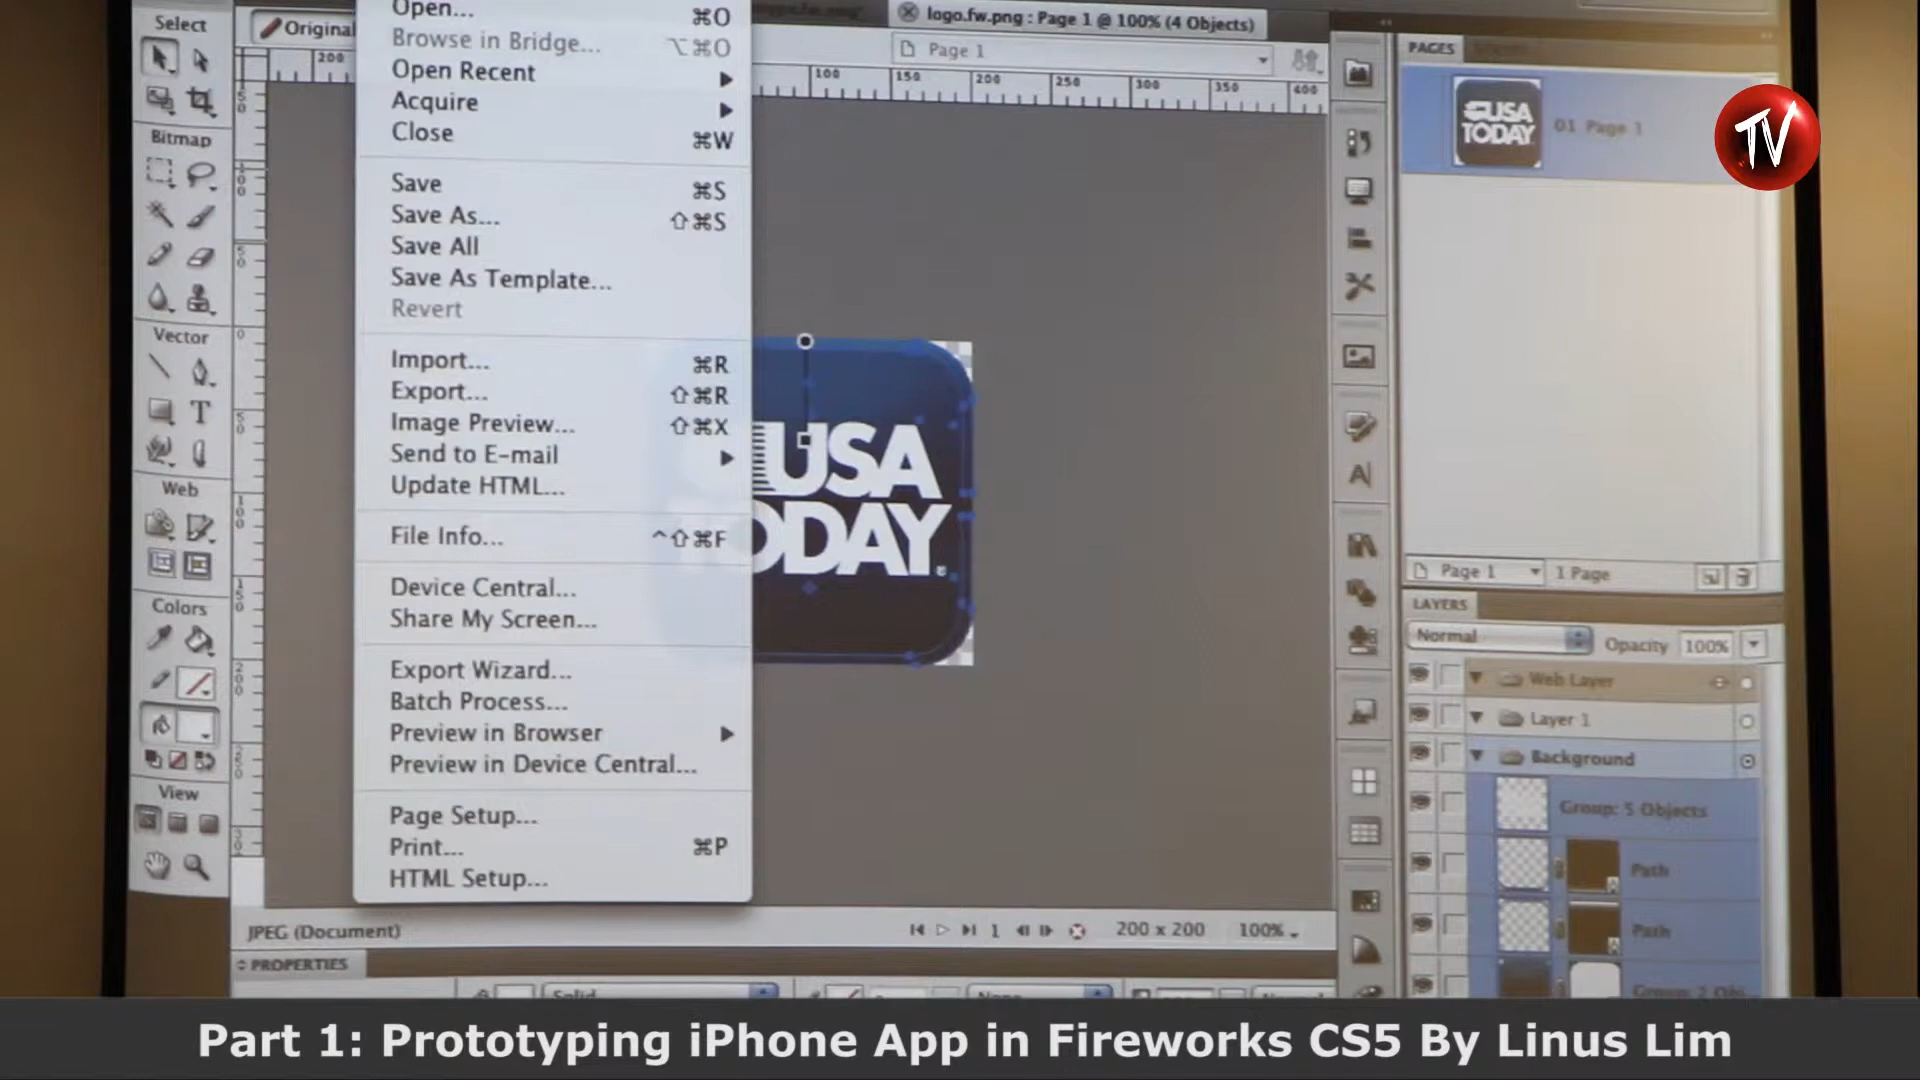 Select
Original
Open... ⌘O
Browse in Bridge... ⌥⌘O
Open Recent
Acquire
Close ⌘W
Save ⌘S
Save As... ⇧⌘S
Save All
Save As Template...
Revert
Import... ⌘R
Export... ⇧⌘R
Image Preview... ⇧⌘X
Send to E-mail
Update HTML...
File Info... ^⇧⌘F
Device Central...
Share My Screen...
Export Wizard...
Batch Process...
Preview in Browser
Preview in Device Central...
Page Setup...
Print... ⌘P
HTML Setup...
Bitmap
Vector
Web
Colors
View
logo.fw.png : Page 1 @ 100% (4 Objects)
Page 1
200
100 150 200 250 300 350 400
USA
TODAY
PAGES
USA
TODAY
01 Page 1
TV
Page 1 1 Page
LAYERS
Normal Opacity 100%
Web Layer
Layer 1
Background
Group: 5 Objects
Path
Path
Group: 2 Obj...
JPEG (Document) 1 200 x 200 100%
PROPERTIES
Solid None
Part 1: Prototyping iPhone App in Fireworks CS5 By Linus Lim